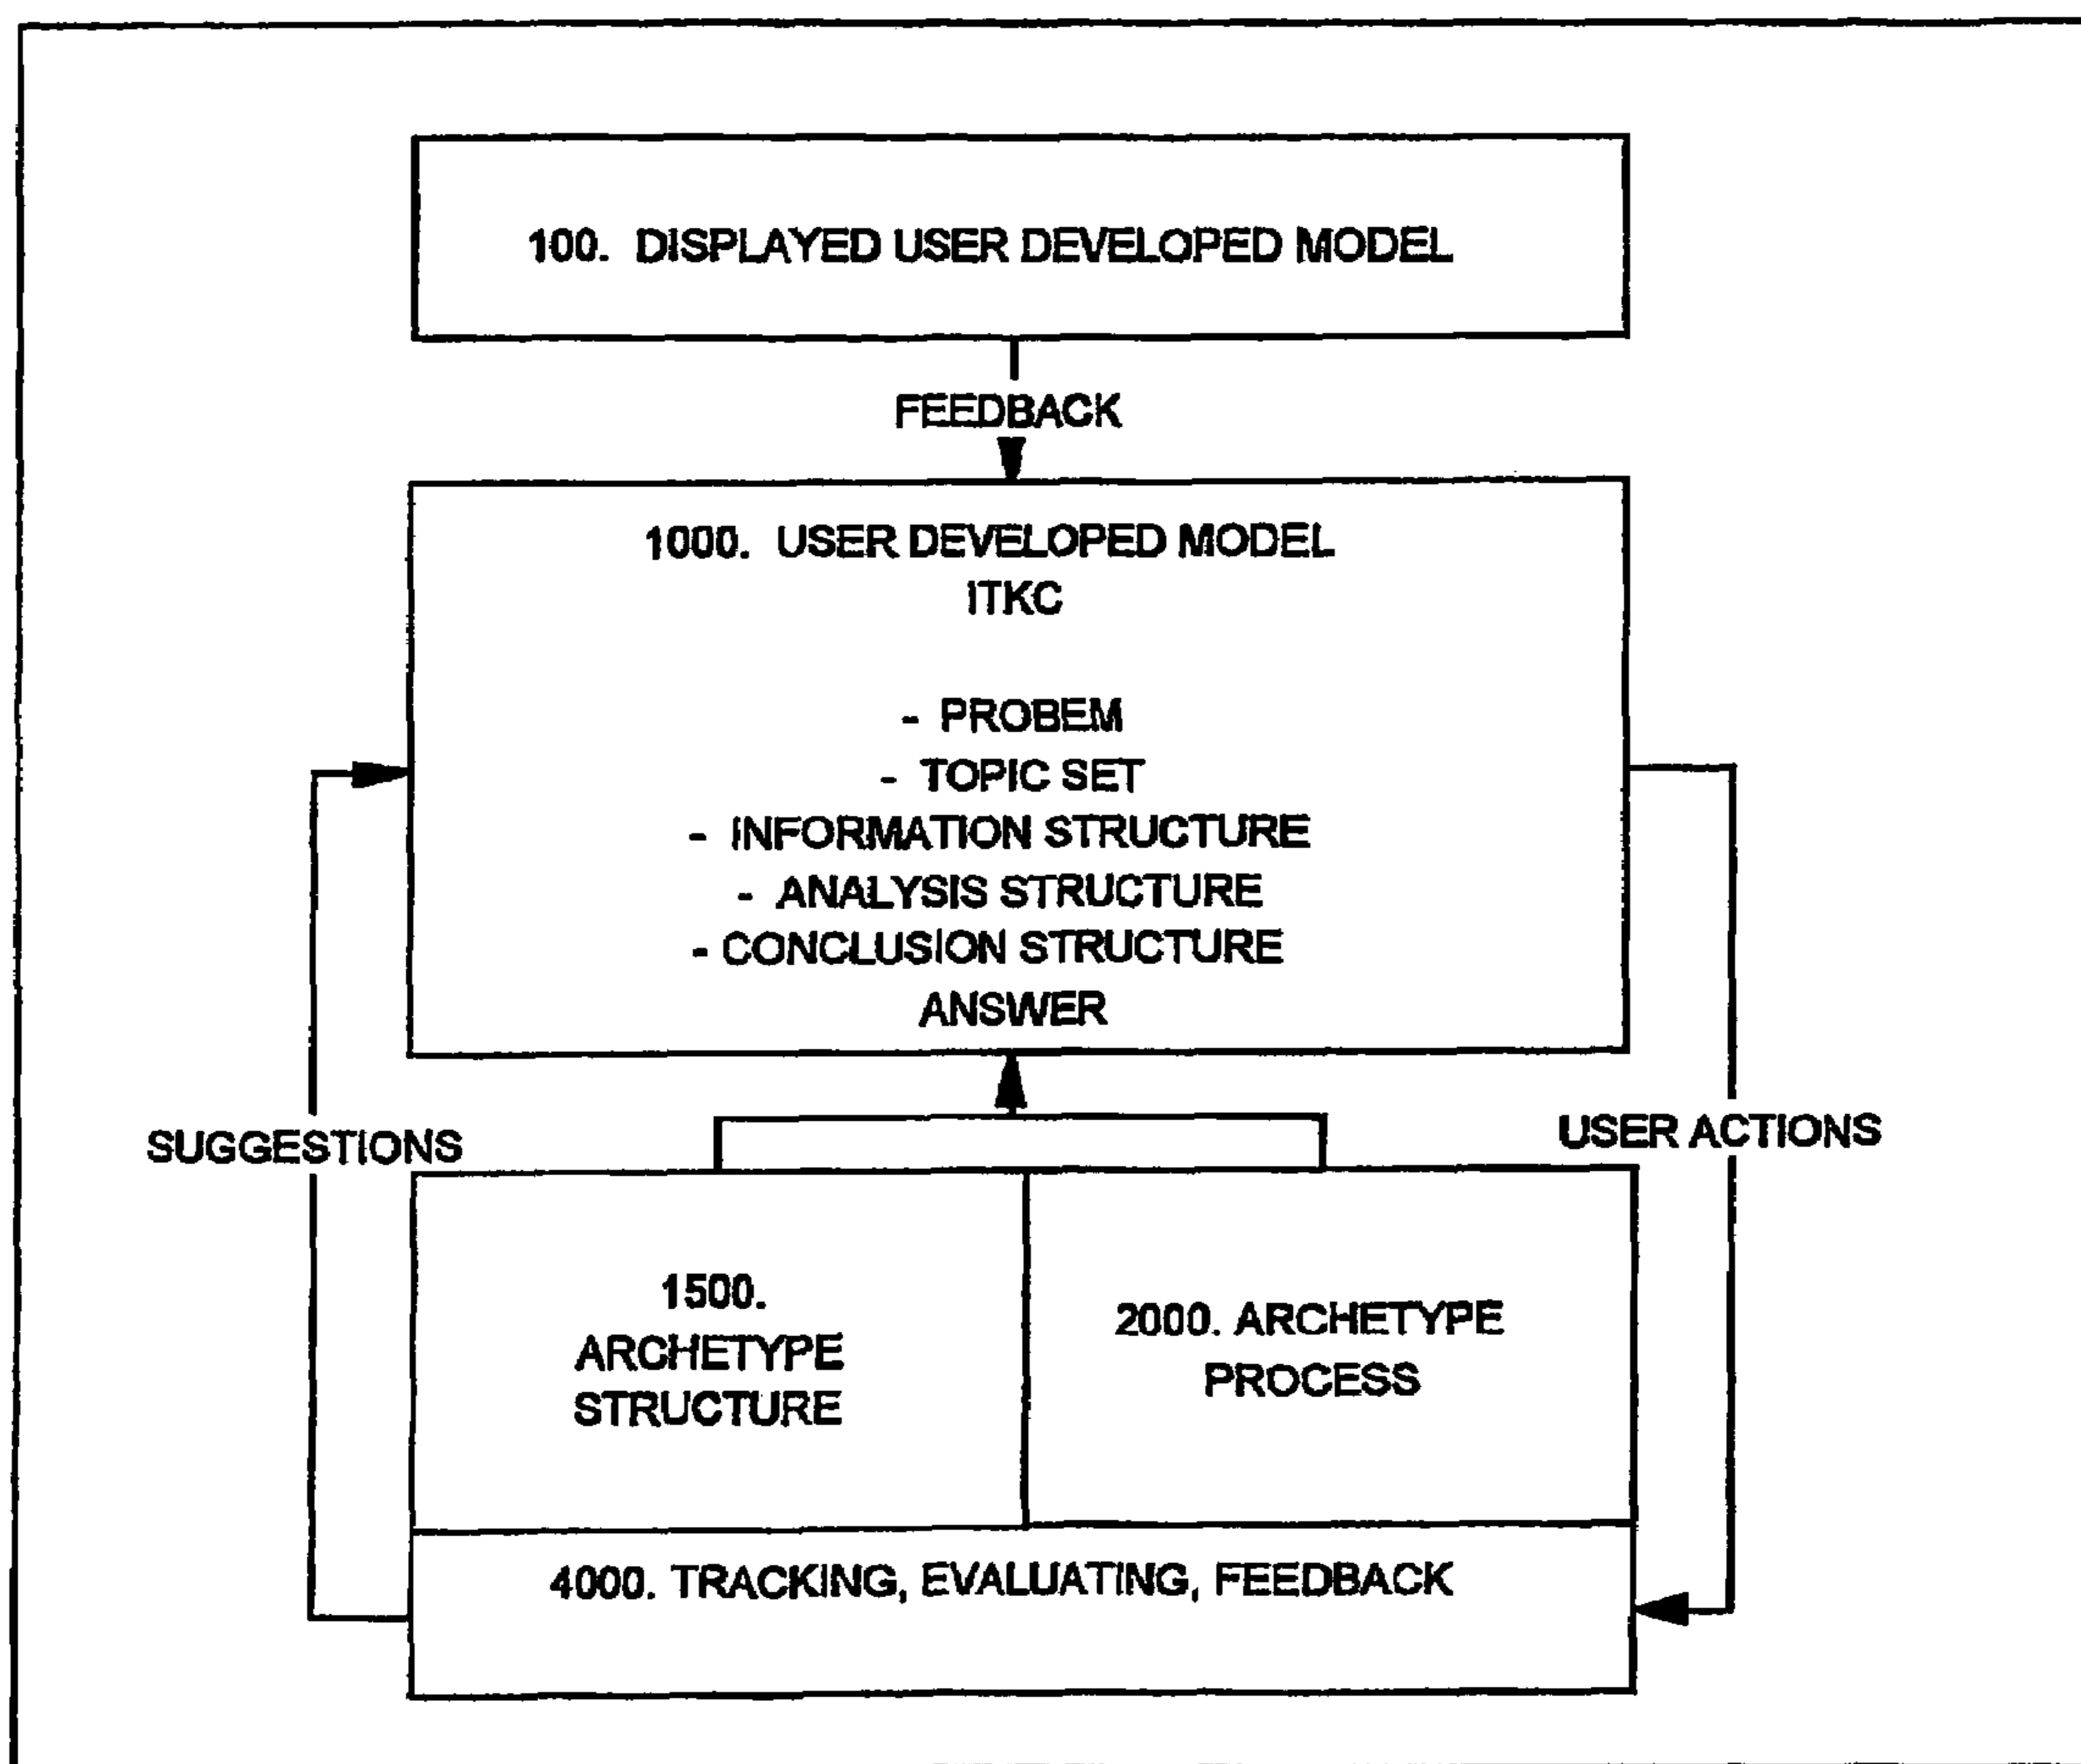 100. DISPLAYED USER DEVELOPED MODEL
FEEDBACK
1000. USER DEVELOPED MODEL
ITKC
- PROBEM
- TOPIC SET
- INFORMATION STRUCTURE
- ANALYSIS STRUCTURE
- CONCLUSION STRUCTURE
ANSWER
SUGGESTIONS
USER ACTIONS
1500.
ARCHETYPE
STRUCTURE
2000. ARCHETYPE
PROCESS
4000. TRACKING, EVALUATING, FEEDBACK